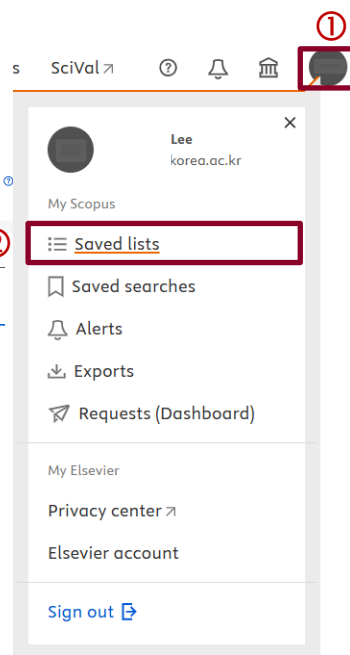 ①
s SciVal ↗
×
Lee
korea.ac.kr
My Scopus
②
Saved lists
Saved searches
Alerts
Exports
Requests (Dashboard)
My Elsevier
Privacy center ↗
Elsevier account
Sign out